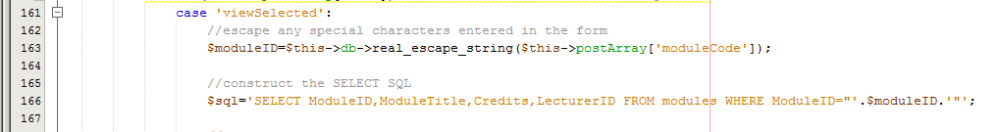 161 case 'viewSelected':
162 //escape any special characters entered in the form
163 $moduleID=$this->db->real_escape_string($this->postArray['moduleCode']);
164
165 //construct the SELECT SQL
166 $sql='SELECT ModuleID,ModuleTitle,Credits,LecturerID FROM modules WHERE ModuleID="'.$moduleID.'"';
167